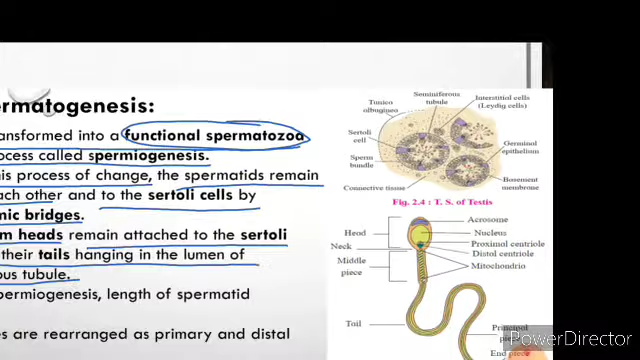 ermatogenesis:
ansformed into a functional spermatozoa
ocess called spermiogenesis.
his process of change, the spermatids remain
ach other and to the sertoli cells by
mic bridges.
m heads remain attached to the sertoli
their tails hanging in the lumen of
ous tubule.
permiogenesis, length of spermatid
es are rearranged as primary and distal
Seminiferous
tubule
Tunica
albuginea
Interstitial cells
(Leydig cells)
Sertoli
cell
Germinal
epithelium
Sperm
bundle
Basement
membrane
Connective tissue
Fig. 2.4 : T. S. of Testis
Acrosome
Head
Nucleus
Neck
Proximal centriole
Distal centriole
Middle
piece
Mitochondria
Tail
Principal
End piece
PowerDirector